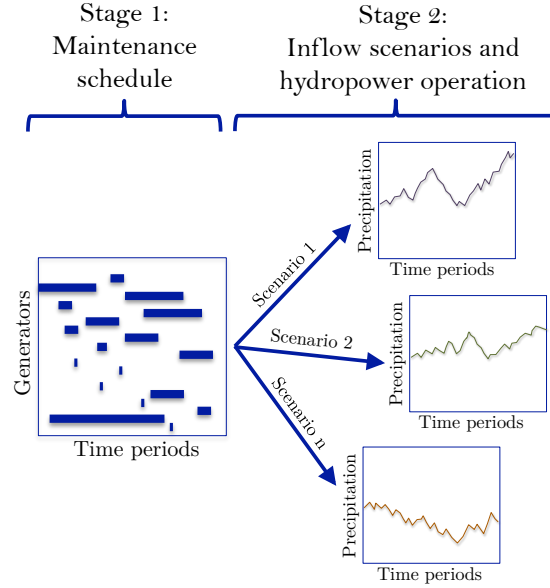 Stage 1:
Maintenance
schedule
Stage 2:
Inflow scenarios and
hydropower operation
Generators
Time periods
Scenario 1
Scenario 2
Scenario n
Precipitation
Time periods
Precipitation
Time periods
Precipitation
Time periods